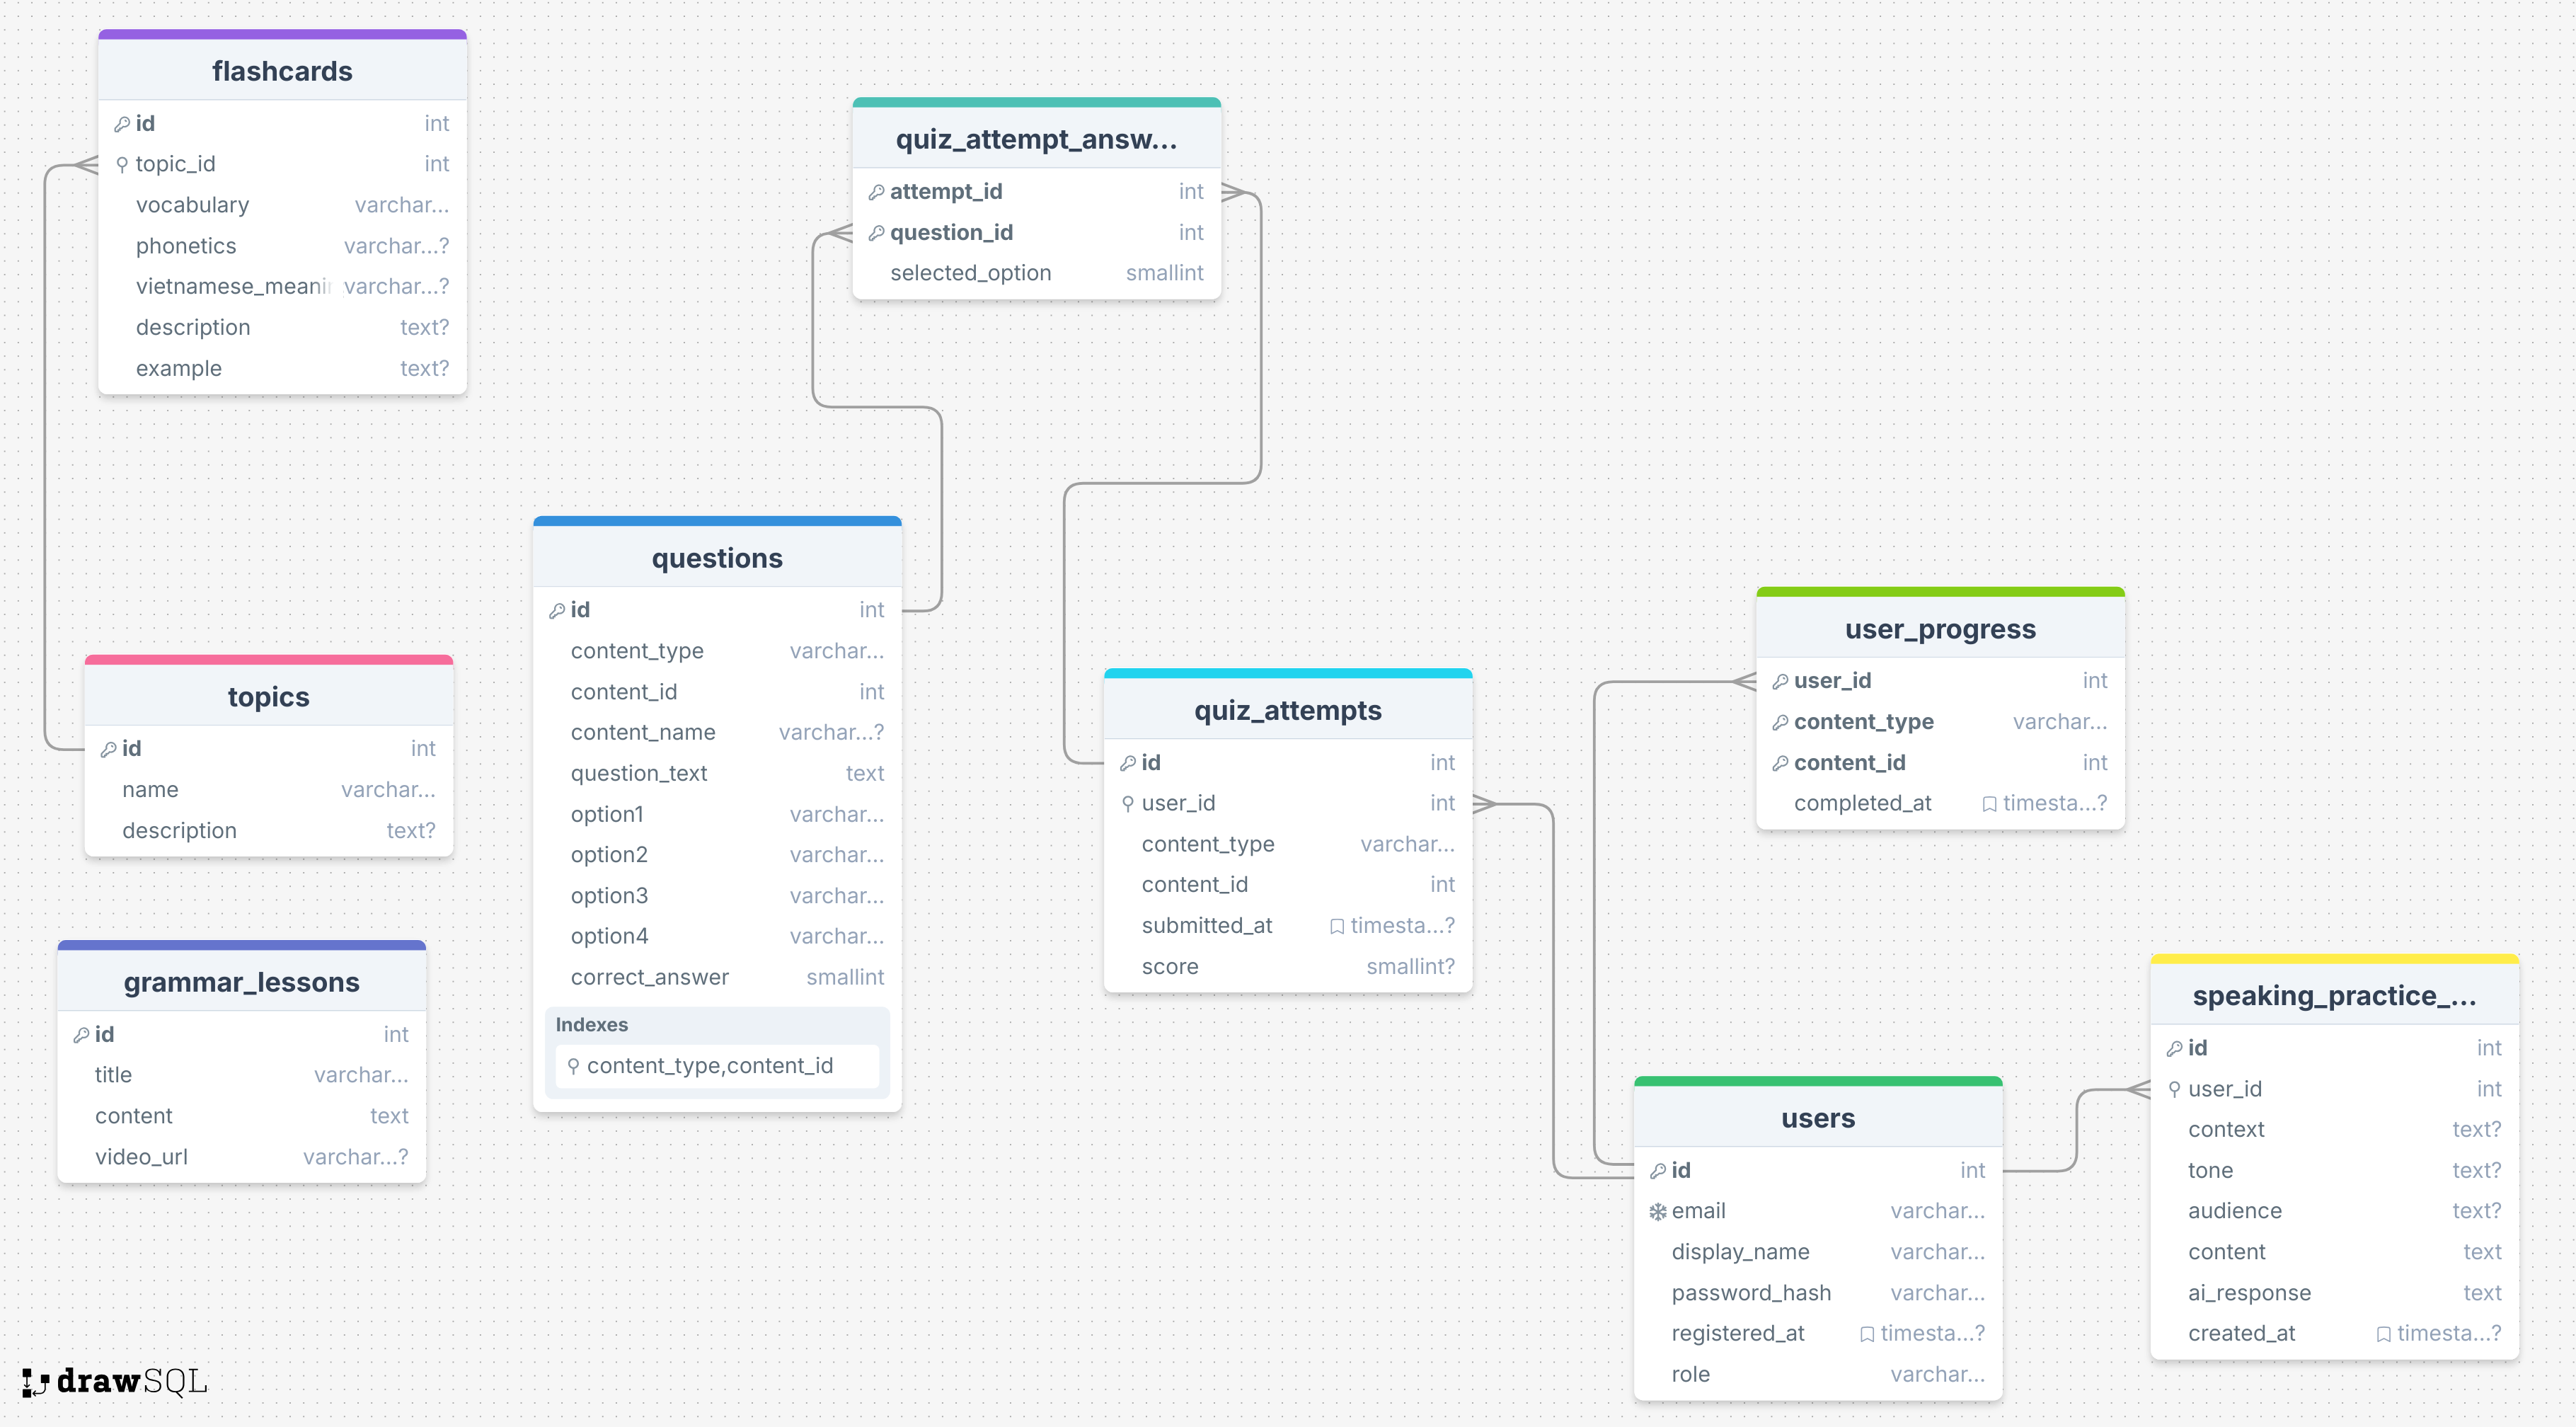 flashcards
id int
topic_id int
vocabulary varchar...
phonetics varchar...?
vietnamese_meani varchar...?
description text?
example text?
quiz_attempt_answ...
attempt_id int
question_id int
selected_option smallint
questions
id int
content_type varchar...
content_id int
content_name varchar...?
question_text text
option1 varchar...
option2 varchar...
option3 varchar...
option4 varchar...
correct_answer smallint
Indexes
content_type,content_id
topics
id int
name varchar...
description text?
grammar_lessons
id int
title varchar...
content text
video_url varchar...?
quiz_attempts
id int
user_id int
content_type varchar...
content_id int
submitted_at timesta...?
score smallint?
user_progress
user_id int
content_type varchar...
content_id int
completed_at timesta...?
users
id int
email varchar...
display_name varchar...
password_hash varchar...
registered_at timesta...?
role varchar...
speaking_practice_...
id int
user_id int
context text?
tone text?
audience text?
content text
ai_response text
created_at timesta...?
drawSQL